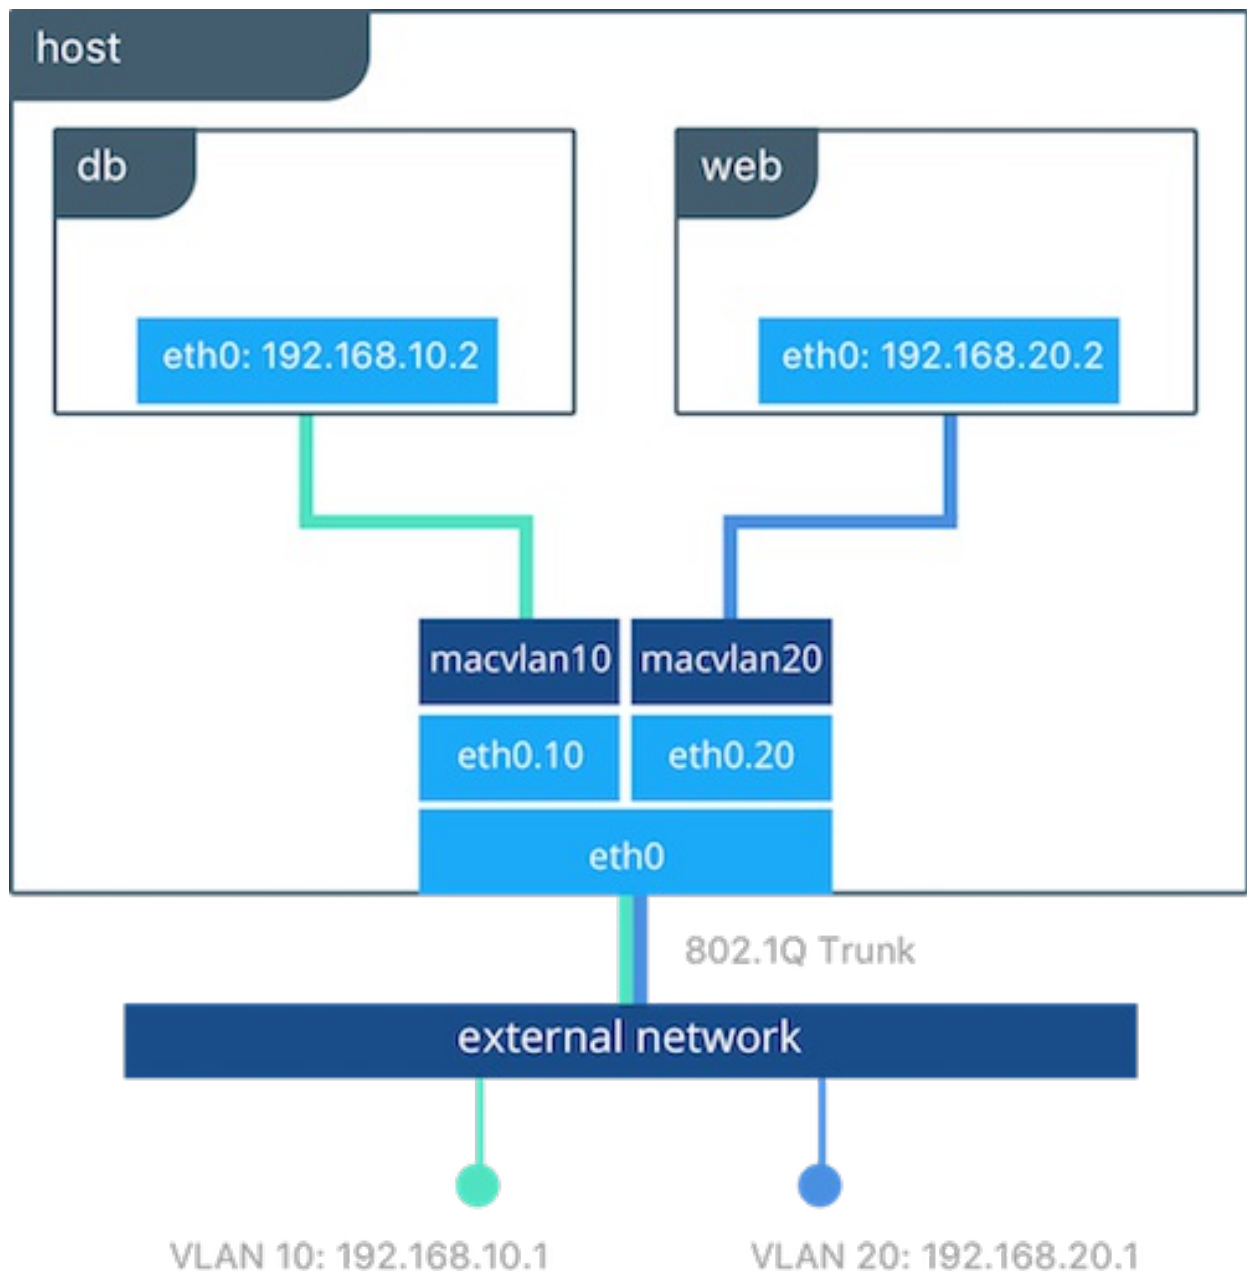 host
db
web
eth0: 192.168.10.2
eth0: 192.168.20.2
macvlan10
macvlan20
eth0.10
eth0.20
eth0
802.1Q Trunk
external network
VLAN 10: 192.168.10.1
VLAN 20: 192.168.20.1